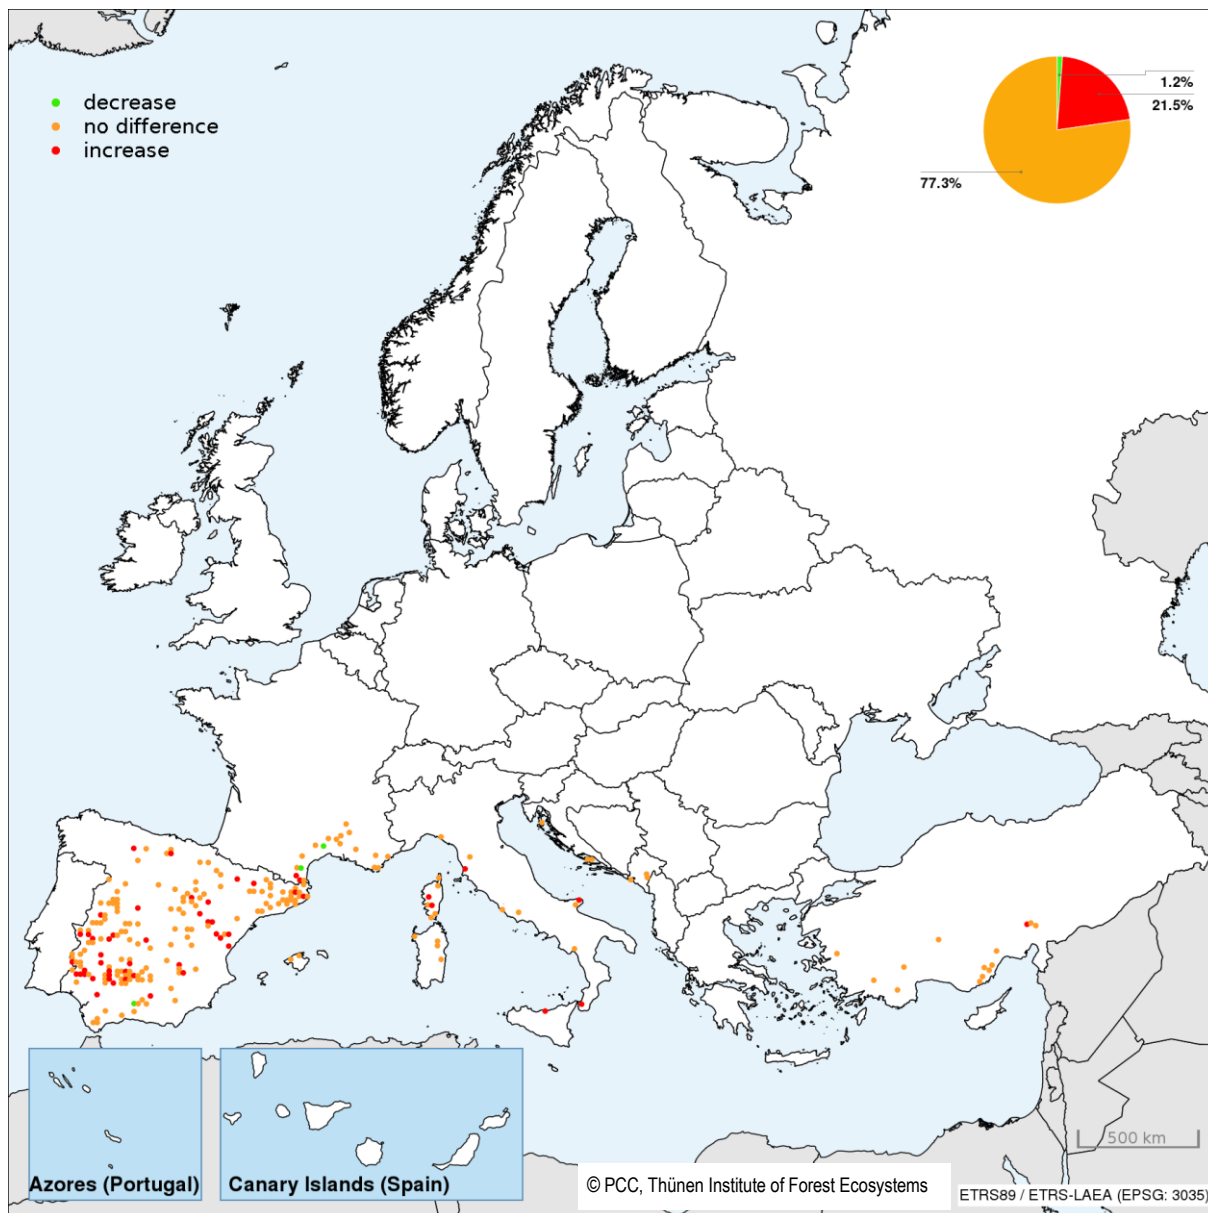 decrease
no difference
increase
1.2%
21.5%
77.3%
500 km
Azores (Portugal)
Canary Islands (Spain)
© PCC, Thünen Institute of Forest Ecosystems
ETRS89 / ETRS-LAEA (EPSG: 3035)